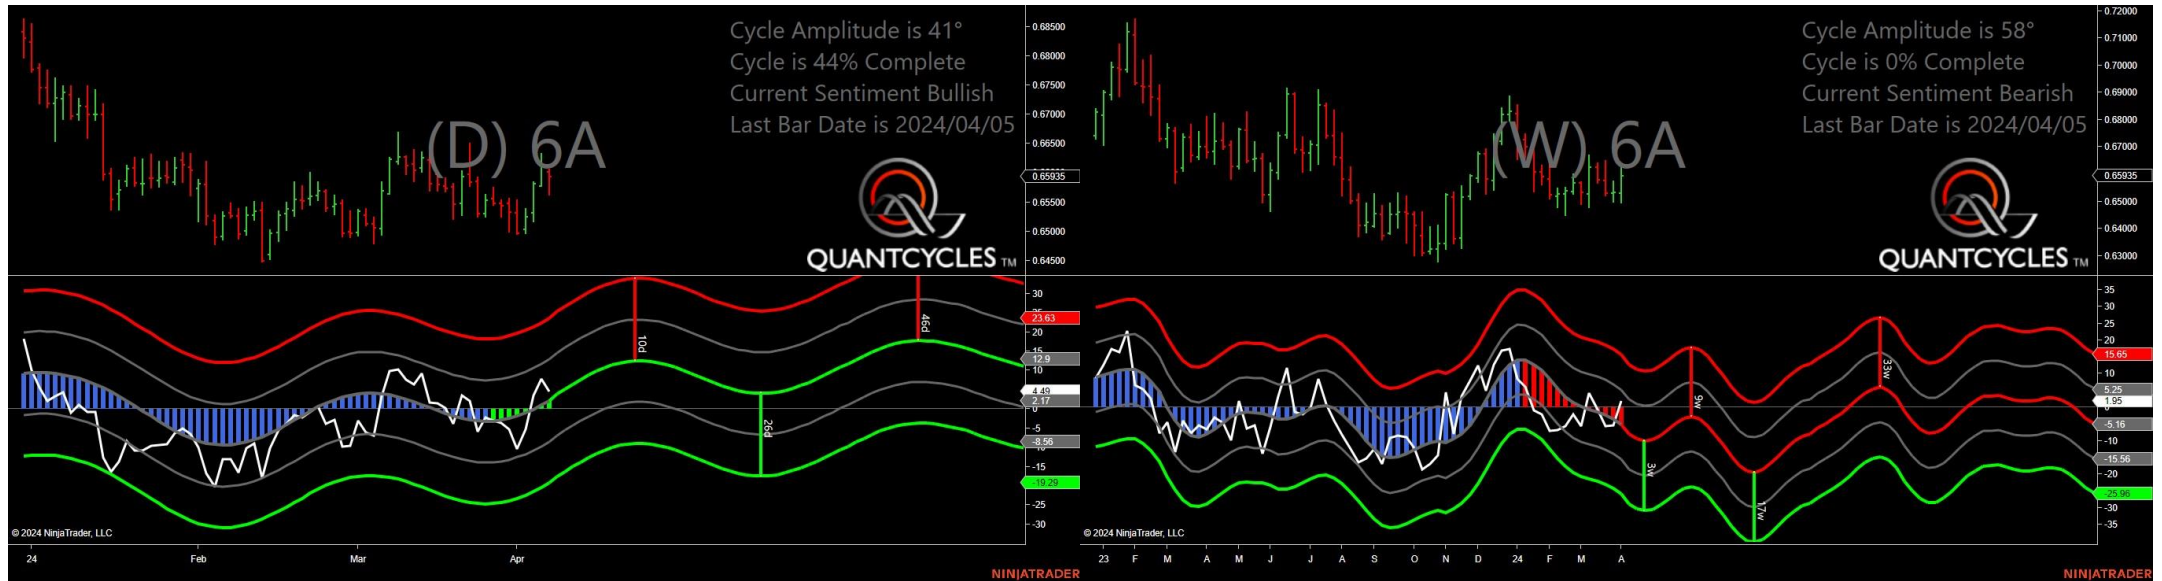 Cycle Amplitude is 41°
Cycle is 44% Complete
Current Sentiment Bullish
Last Bar Date is 2024/04/05
(D) 6A
QUANTCYCLES TM
0.68500
0.68000
0.67500
0.67000
0.66500
0.65935
0.65500
0.65000
0.64500
30
23.63
20
15
12.9
10
4.49
2.17
0
-5
-8.56
-15
-19.29
-25
-30
10d
26d
46d
© 2024 NinjaTrader, LLC
24 Feb Mar Apr
NINJATRADER
Cycle Amplitude is 58°
Cycle is 0% Complete
Current Sentiment Bearish
Last Bar Date is 2024/04/05
(W) 6A
QUANTCYCLES TM
0.72000
0.71000
0.70000
0.69000
0.68000
0.67000
0.65935
0.65000
0.64000
0.63000
35
30
25
20
15.65
10
5.25
1.95
0
-5.16
-10
-15.56
-20
-25.96
-30
-35
3w
9w
17w
33w
© 2024 NinjaTrader, LLC
23 F M A M J J A S O N D 24 F M A
NINJATRADER